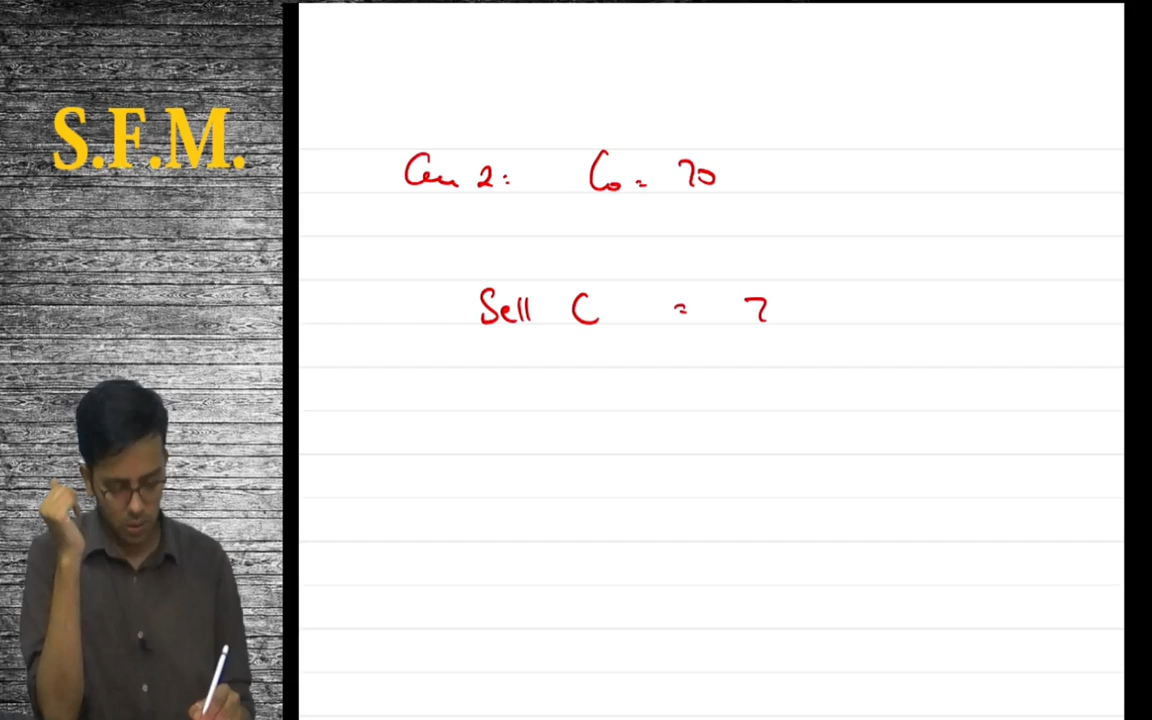 S.F.M.
Case 2: C₀ = 70
Sell C = 7